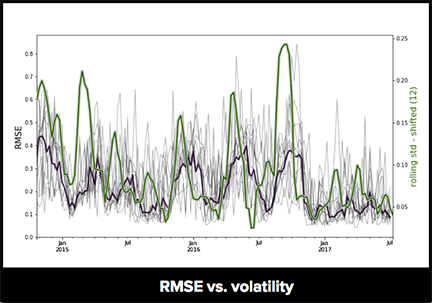 0.8
0.7
0.6
0.5
0.4
0.3
0.2
0.1
0.0
RMSE
0.25
0.20
0.15
0.10
0.05
rolling std - shifted (12)
Jan Jul Jan Jul Jan Jul
2015 2016 2017
RMSE vs. volatility